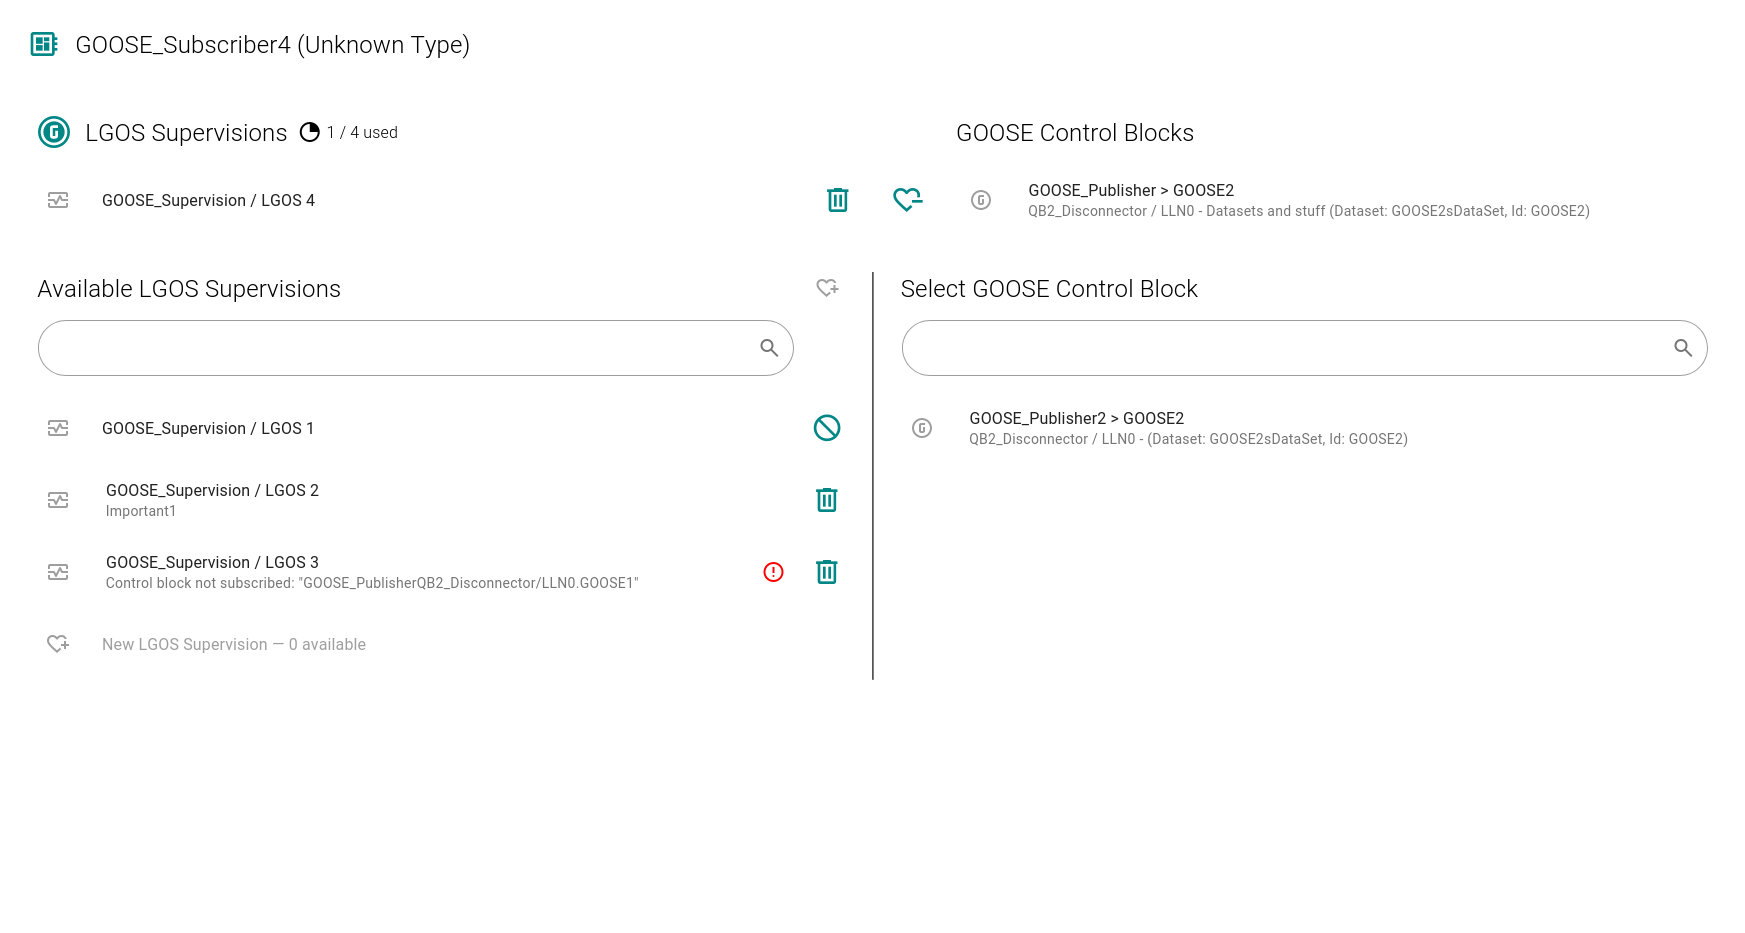 GOOSE_Subscriber4 (Unknown Type)
LGOS Supervisions 1 / 4 used
GOOSE Control Blocks
GOOSE_Supervision / LGOS 4
GOOSE_Publisher > GOOSE2
QB2_Disconnector / LLN0 - Datasets and stuff (Dataset: GOOSE2sDataSet, Id: GOOSE2)
Available LGOS Supervisions
GOOSE_Supervision / LGOS 1
GOOSE_Supervision / LGOS 2
Important1
GOOSE_Supervision / LGOS 3
Control block not subscribed: "GOOSE_PublisherQB2_Disconnector/LLN0.GOOSE1"
New LGOS Supervision — 0 available
Select GOOSE Control Block
GOOSE_Publisher2 > GOOSE2
QB2_Disconnector / LLN0 - (Dataset: GOOSE2sDataSet, Id: GOOSE2)